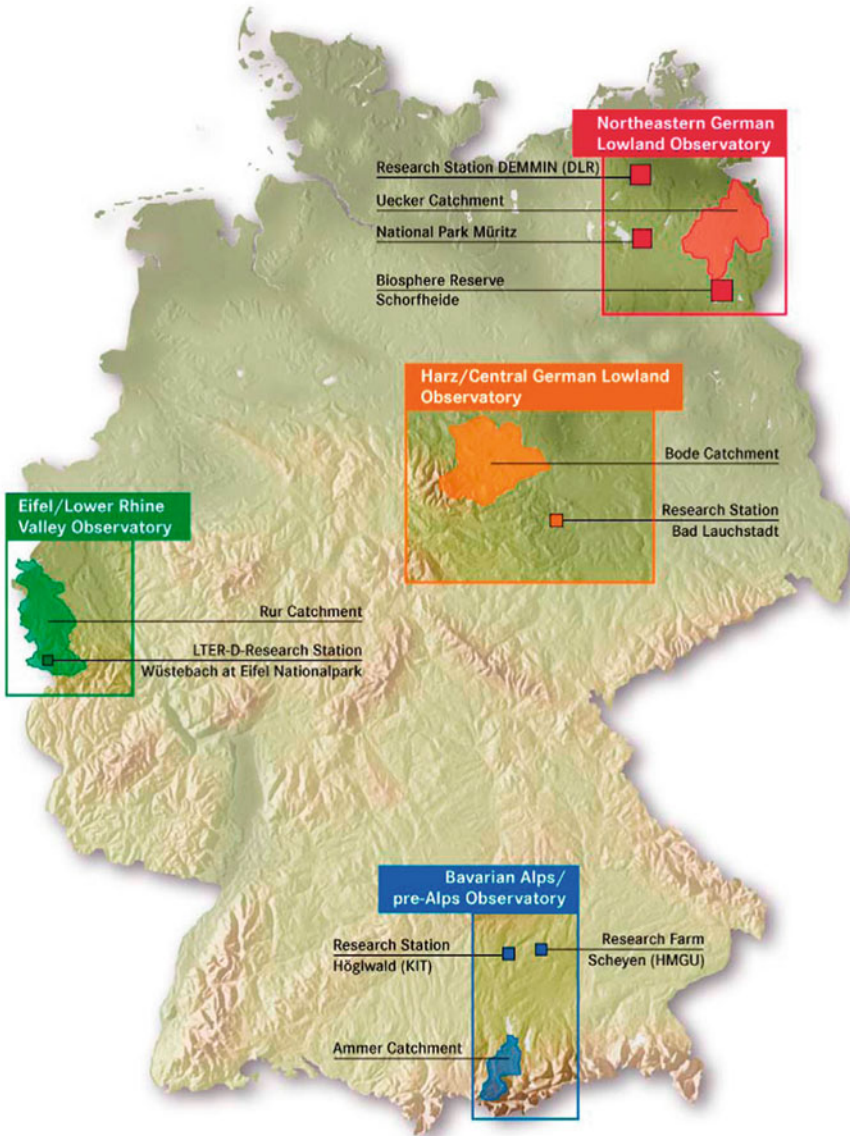 Northeastern German
Lowland Observatory
Research Station DEMMIN (DLR)
Uecker Catchment
National Park Müritz
Biosphere Reserve
Schorfheide
Harz/Central German Lowland
Observatory
Bode Catchment
Research Station
Bad Lauchstadt
Eifel/Lower Rhine
Valley Observatory
Rur Catchment
LTER-D-Research Station
Wüstebach at Eifel Nationalpark
Bavarian Alps/
pre-Alps Observatory
Research Station
Höglwald (KIT)
Research Farm
Scheyen (HMGU)
Ammer Catchment